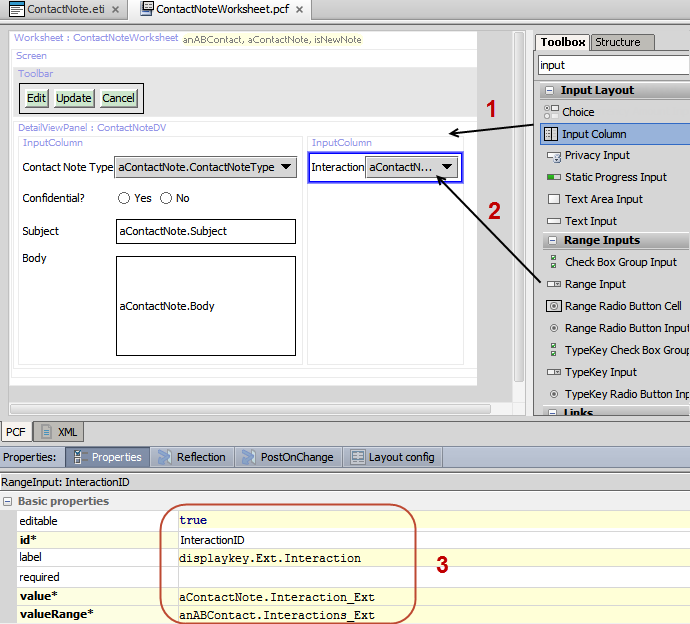 ContactNote.eti
ContactNoteWorksheet.pcf
Worksheet : ContactNoteWorksheet anABContact, aContactNote, isNewNote
Screen
Toolbar
Edit Update Cancel
DetailViewPanel : ContactNoteDV
InputColumn
Contact Note Type aContactNote.ContactNoteType
Confidential? Yes No
Subject aContactNote.Subject
Body
aContactNote.Body
InputColumn
Interaction aContactN...
1
2
Toolbox Structure
input
Input Layout
Choice
Input Column
Privacy Input
Static Progress Input
Text Area Input
Text Input
Range Inputs
Check Box Group Input
Range Input
Range Radio Button Cell
Range Radio Button Input
TypeKey Check Box Group
TypeKey Input
TypeKey Radio Button Inp
Links
PCF XML
Properties: Properties Reflection PostOnChange Layout config
RangeInput: InteractionID
Basic properties
editable true
id* InteractionID
label displaykey.Ext.Interaction
required
value* aContactNote.Interaction_Ext
valueRange* anABContact.Interactions_Ext
3